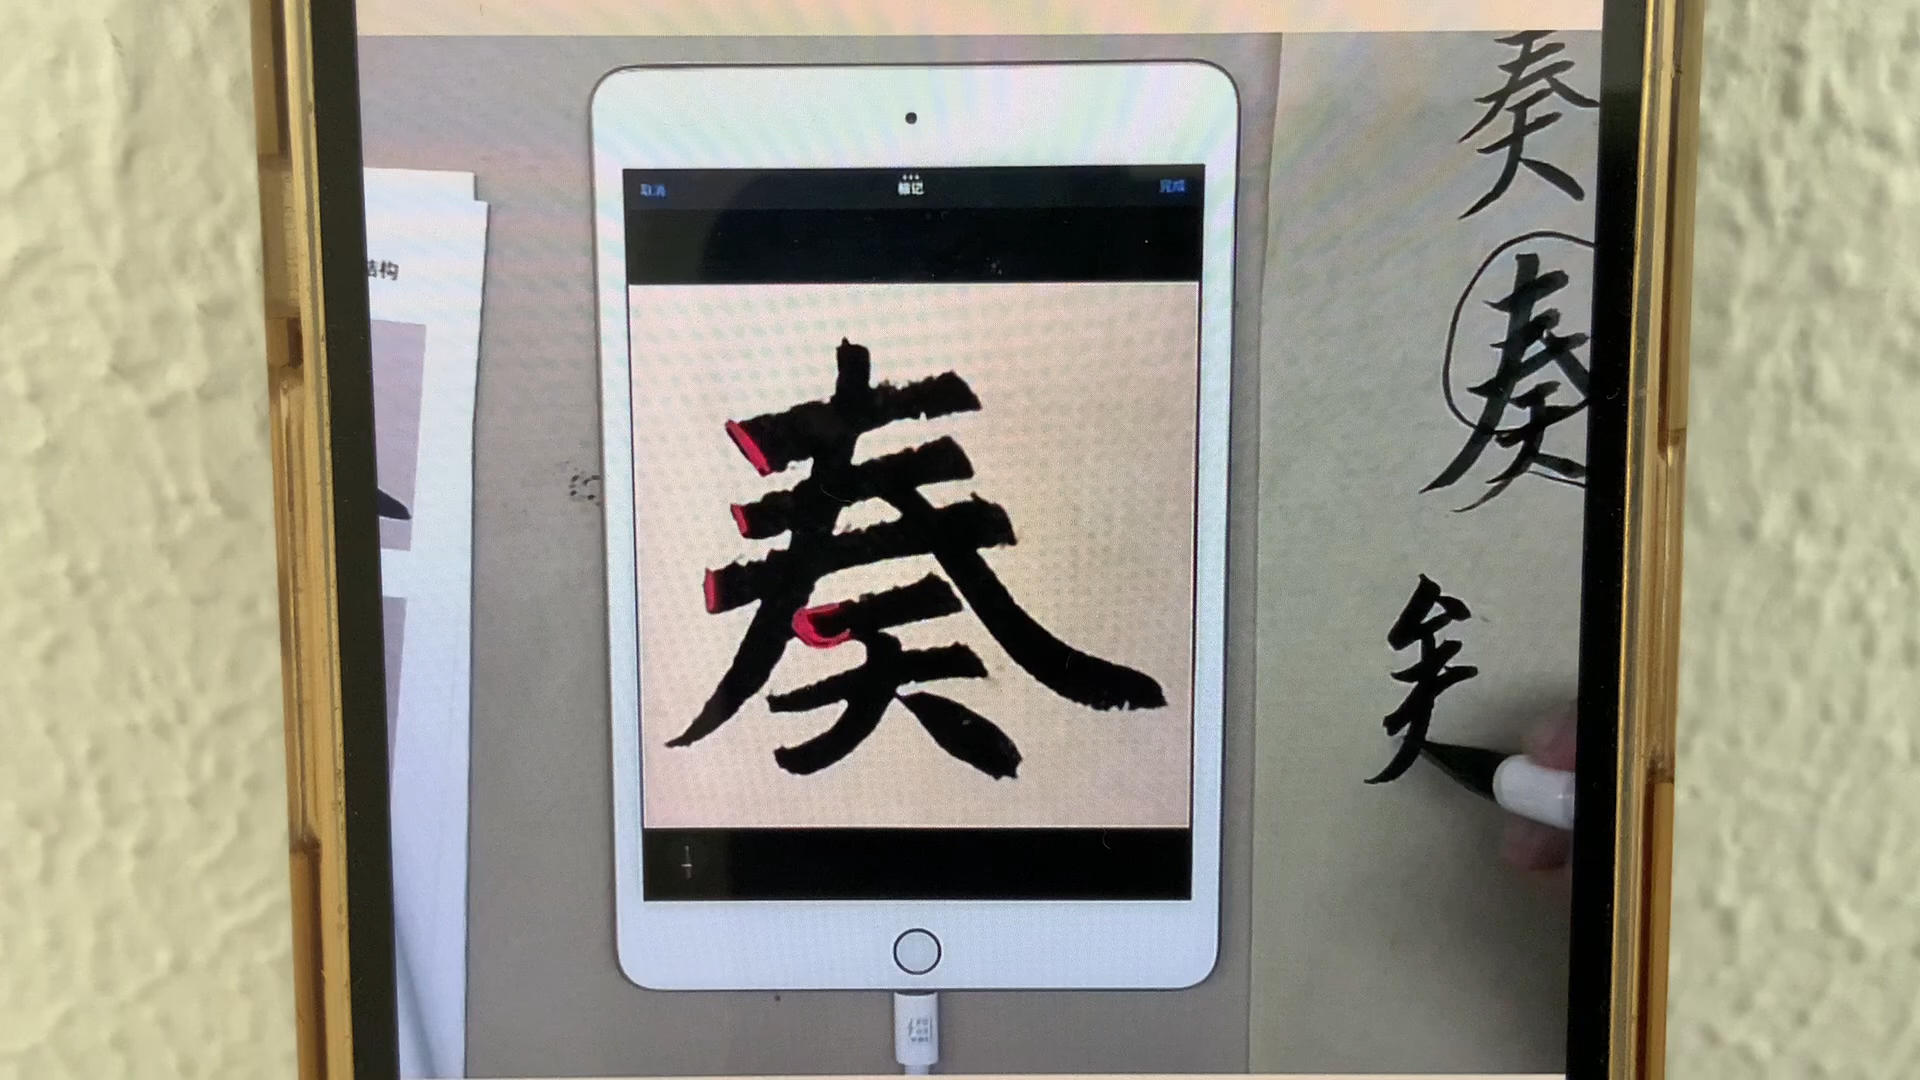 结构
取消
标记
完成
奏
奏
奏